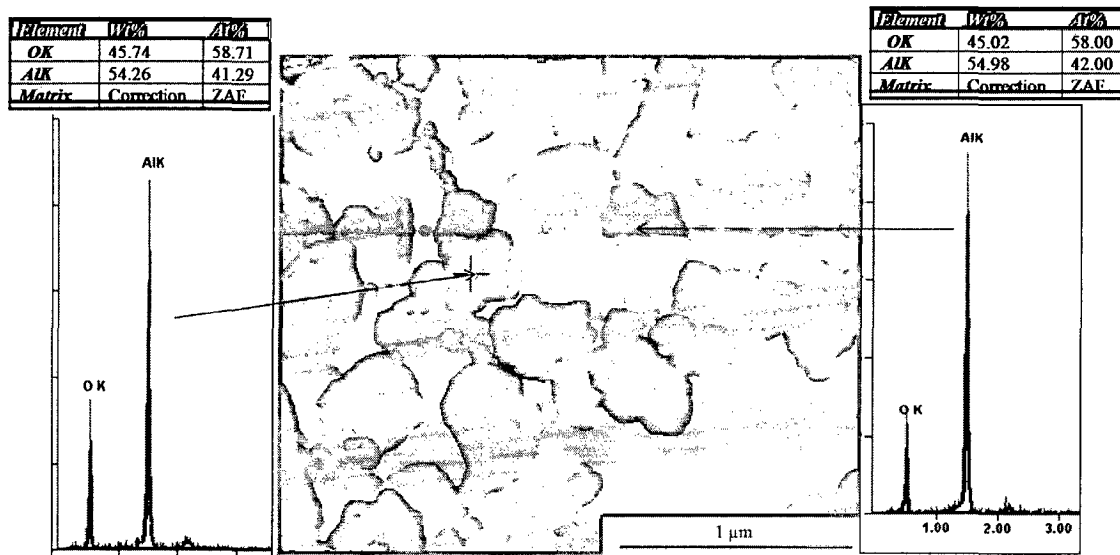 Element Wt% At%
OK 45.74 58.71
AlK 54.26 41.29
Matrix Correction ZAF
Element Wt% At%
OK 45.02 58.00
AlK 54.98 42.00
Matrix Correction ZAF
AlK
O K
AlK
O K
1.00 2.00 3.00
1 μm